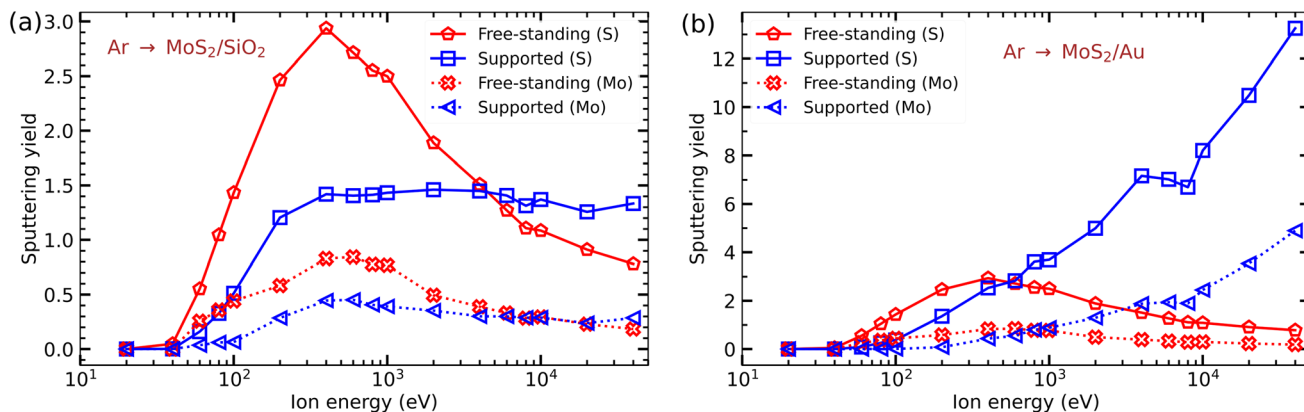 (a)
Ar → MoS2/SiO2
Free-standing (S)
Supported (S)
Free-standing (Mo)
Supported (Mo)
Sputtering yield
3.0
2.5
2.0
1.5
1.0
0.5
0.0
10^1 10^2 10^3 10^4
Ion energy (eV)
(b)
Free-standing (S)
Supported (S)
Free-standing (Mo)
Supported (Mo)
Ar → MoS2/Au
Sputtering yield
12
10
8
6
4
2
0
10^1 10^2 10^3 10^4
Ion energy (eV)